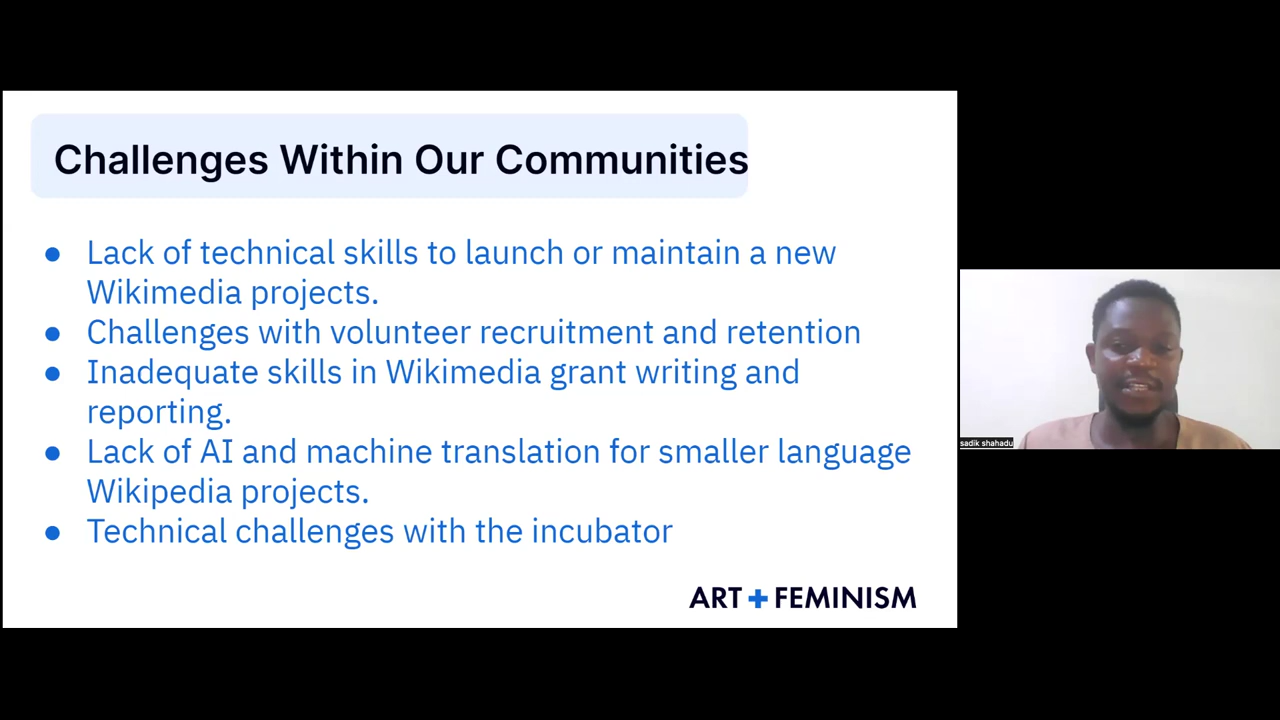 Challenges Within Our Communities
● Lack of technical skills to launch or maintain a new
Wikimedia projects.
● Challenges with volunteer recruitment and retention
● Inadequate skills in Wikimedia grant writing and
reporting.
● Lack of AI and machine translation for smaller language
Wikipedia projects.
● Technical challenges with the incubator
ART + FEMINISM
sadik shahadu